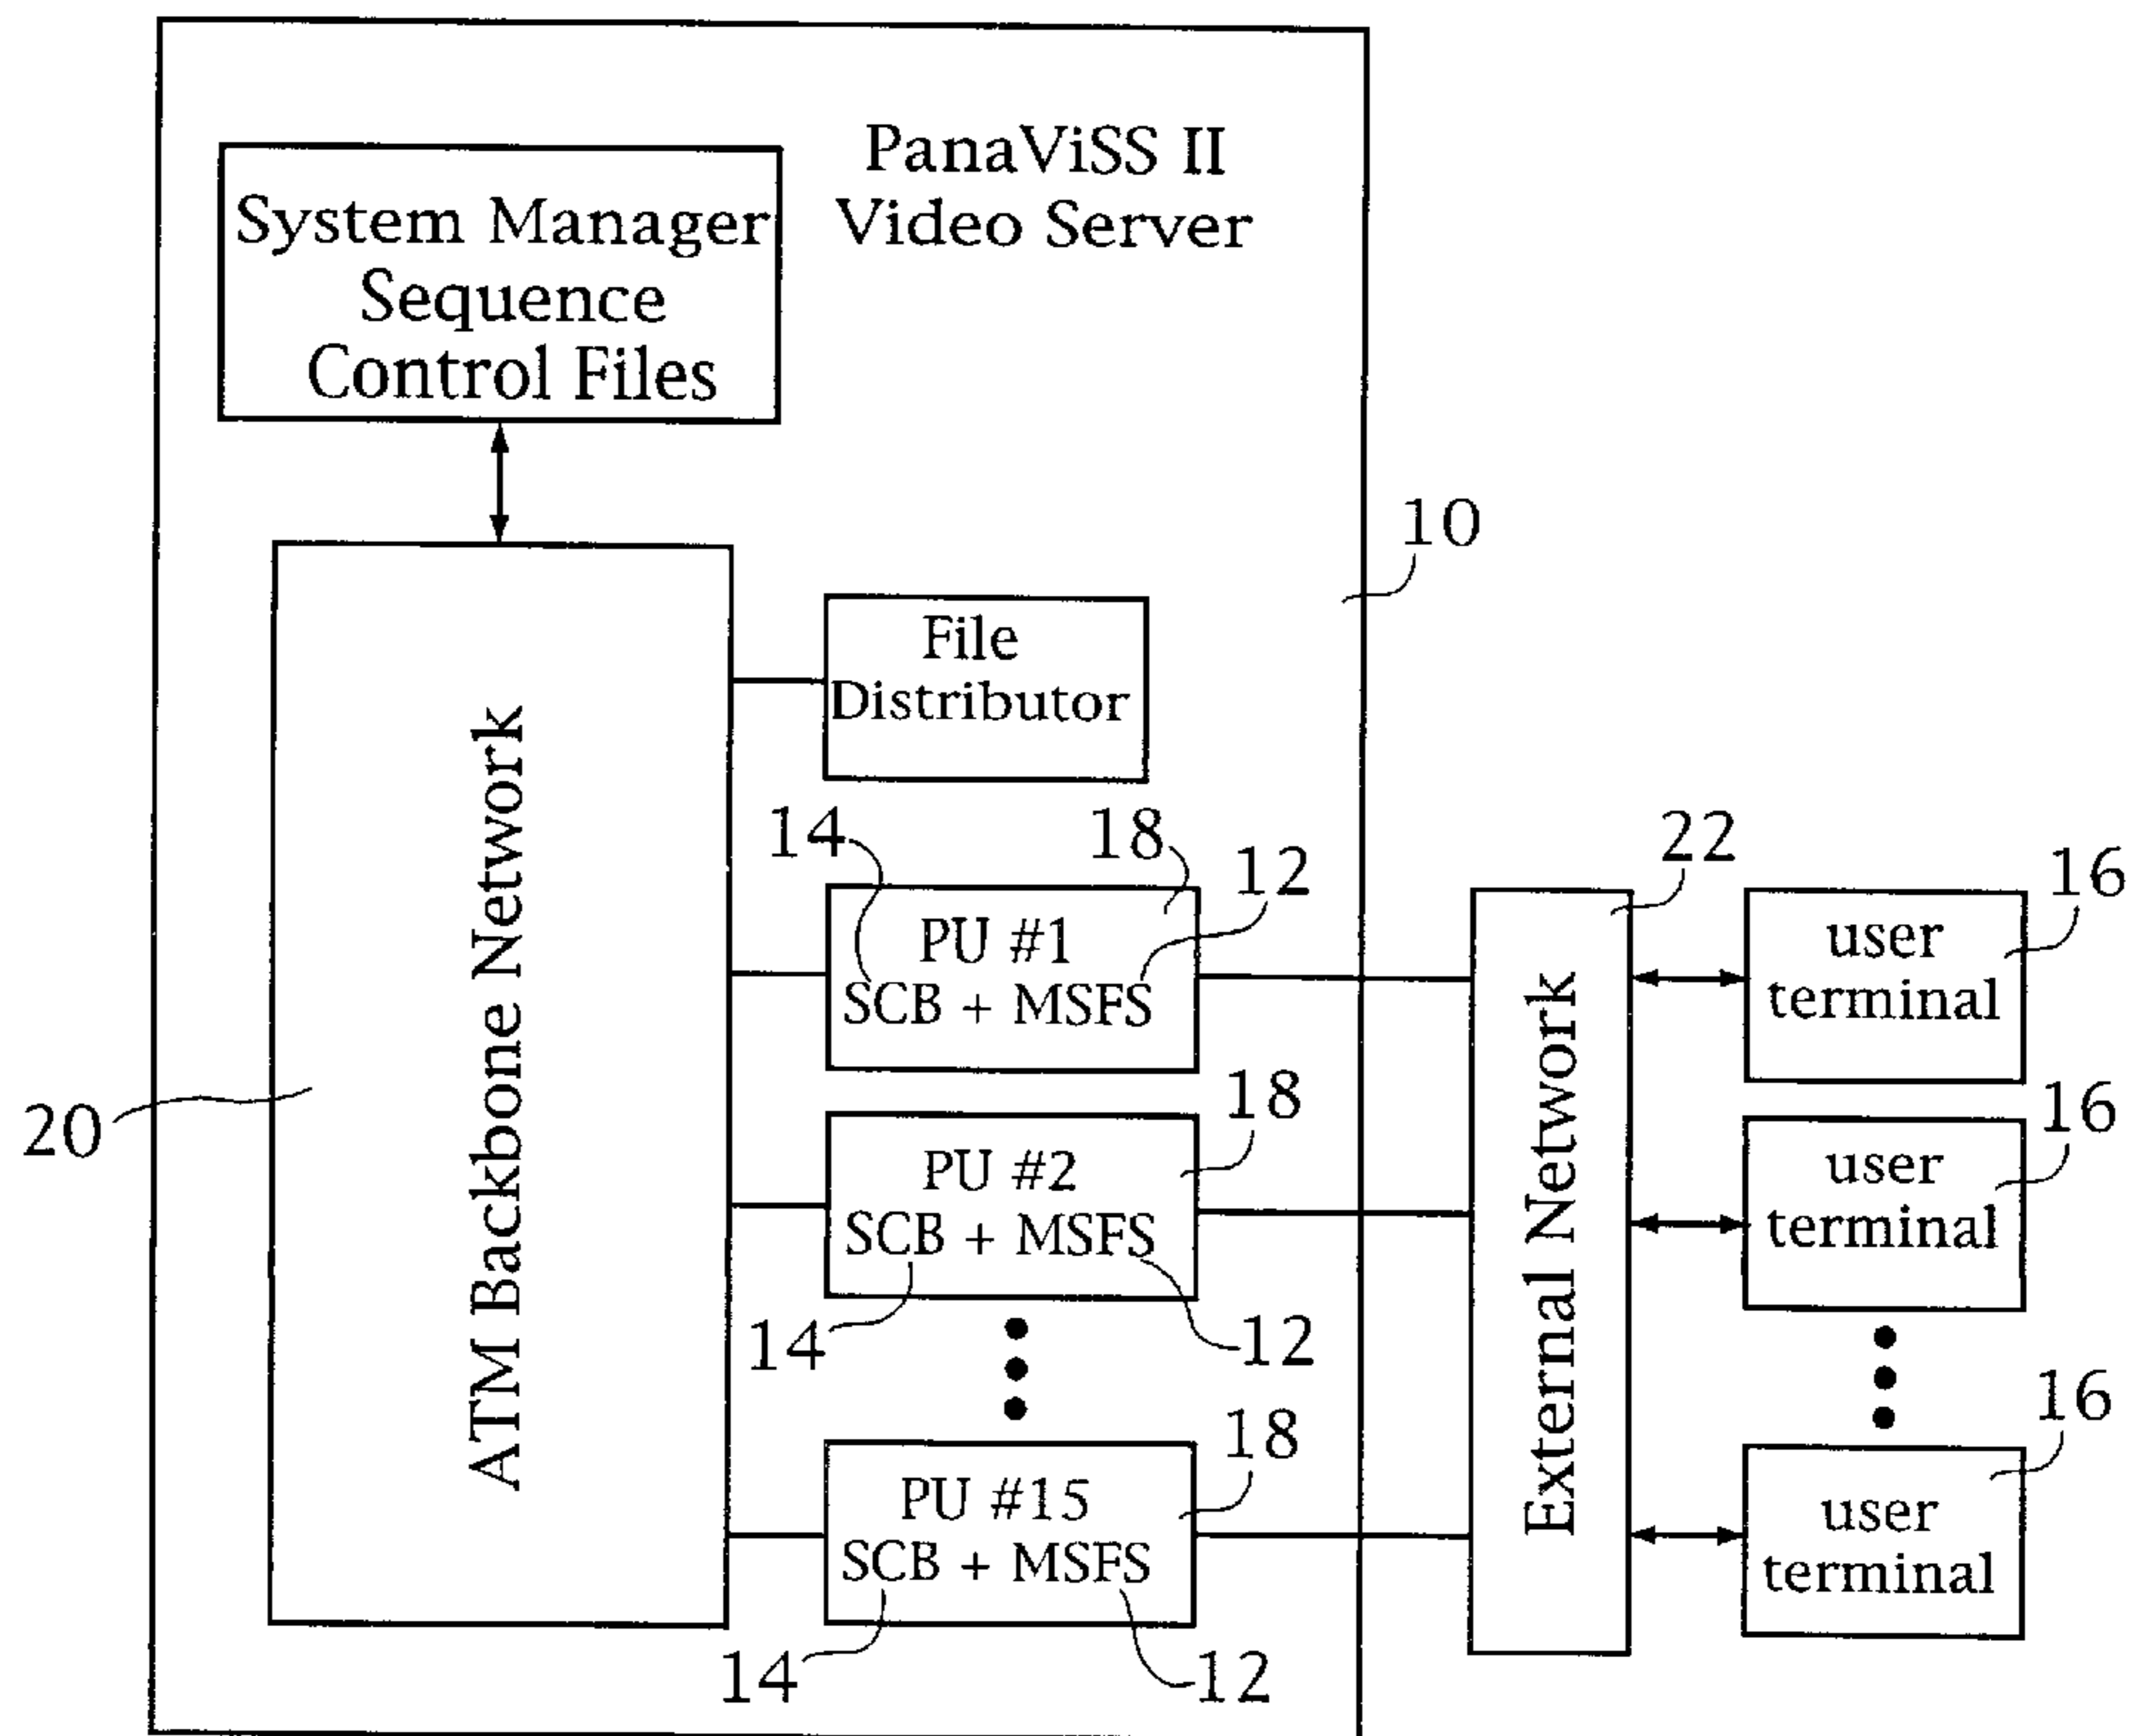 PanaViSS II
Video Server
System Manager
Sequence
Control Files
10
File
Distributor
ATM Backbone Network
20
14
18
12
PU #1
SCB + MSFS
18
PU #2
SCB + MSFS
14
12
18
PU #15
SCB + MSFS
14
12
22
External Network
16
user
terminal
16
user
terminal
16
user
terminal